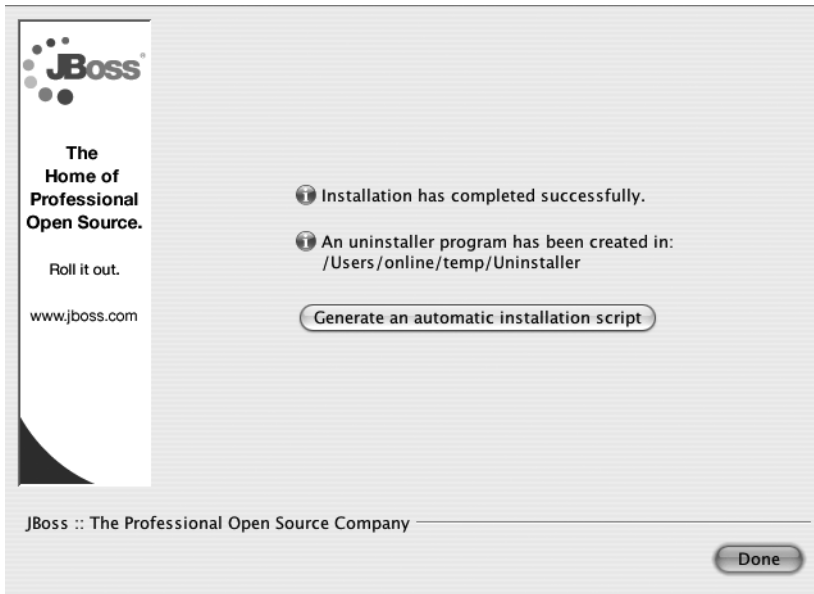 JBoss®
The
Home of
Professional
Open Source.
Roll it out.
www.jboss.com
Installation has completed successfully.
An uninstaller program has been created in:
/Users/online/temp/Uninstaller
Generate an automatic installation script
JBoss :: The Professional Open Source Company
Done